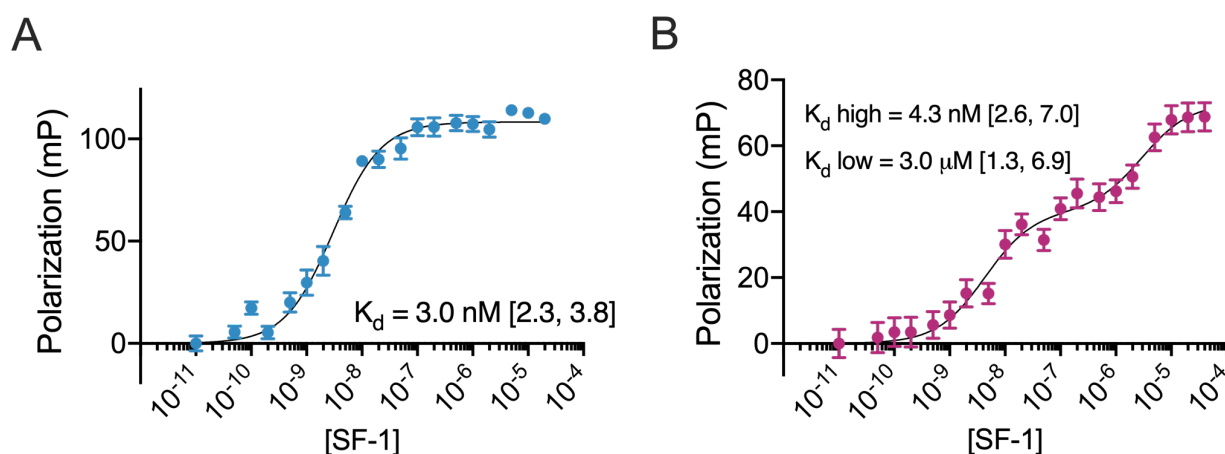 A
Polarization (mP)
100
50
0
K_d = 3.0 nM [2.3, 3.8]
10^-11 10^-10 10^-9 10^-8 10^-7 10^-6 10^-5 10^-4
[SF-1]
B
Polarization (mP)
80
60
40
20
0
K_d high = 4.3 nM [2.6, 7.0]
K_d low = 3.0 μM [1.3, 6.9]
10^-11 10^-10 10^-9 10^-8 10^-7 10^-6 10^-5 10^-4
[SF-1]